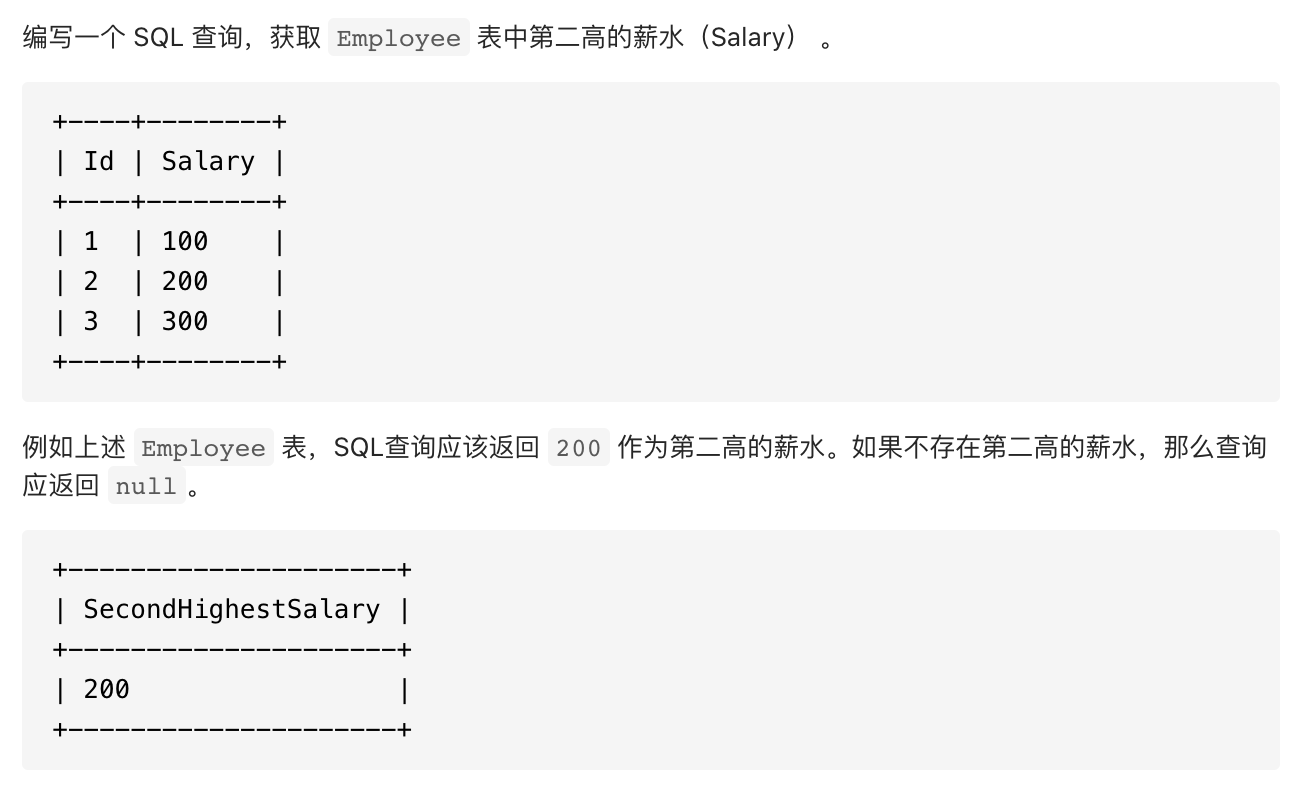 编写一个 SQL 查询，获取 Employee 表中第二高的薪水（Salary） 。
+----+--------+
| Id | Salary |
+----+--------+
| 1  | 100    |
| 2  | 200    |
| 3  | 300    |
+----+--------+
例如上述 Employee 表，SQL查询应该返回 200 作为第二高的薪水。如果不存在第二高的薪水，那么查询
应返回 null。
+---------------------+
| SecondHighestSalary |
+---------------------+
| 200                 |
+---------------------+